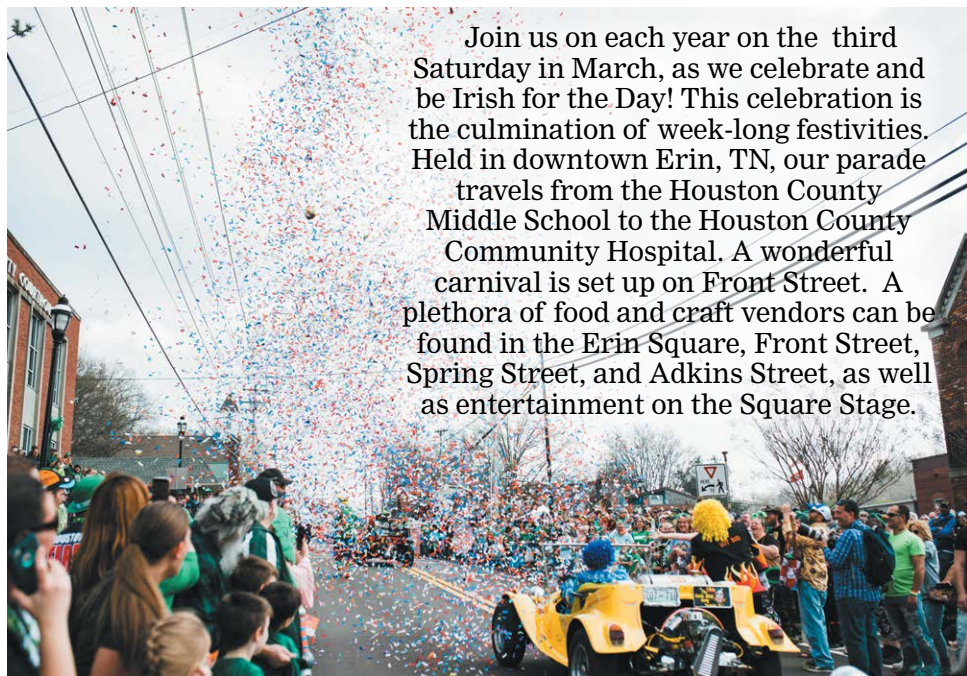 Join us on each year on the  third
Saturday in March, as we celebrate and
be Irish for the Day! This celebration is
the culmination of week-long festivities.
Held in downtown Erin, TN, our parade
travels from the Houston County
Middle School to the Houston County
Community Hospital. A wonderful
carnival is set up on Front Street.  A
plethora of food and craft vendors can be
found in the Erin Square, Front Street,
Spring Street, and Adkins Street, as well
as entertainment on the Square Stage.